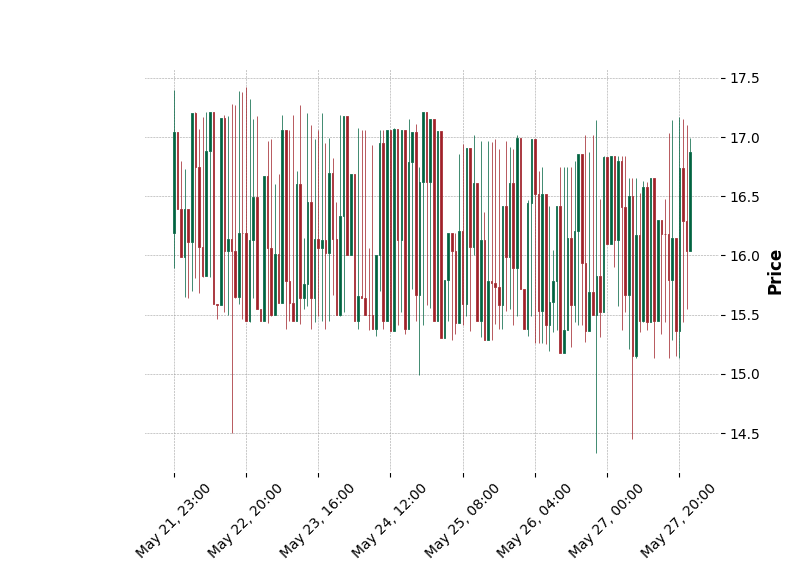 17.5
17.0
16.5
16.0
15.5
15.0
14.5
Price
May 21, 23:00
May 22, 20:00
May 23, 16:00
May 24, 12:00
May 25, 08:00
May 26, 04:00
May 27, 00:00
May 27, 20:00